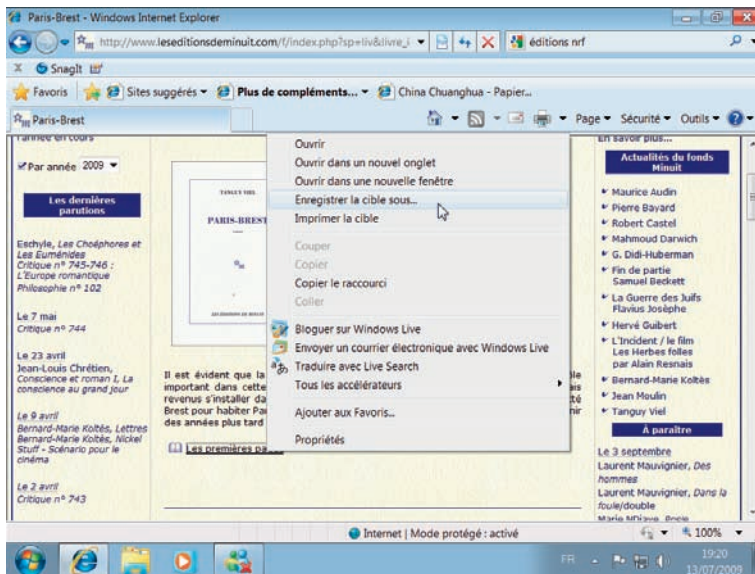 Paris-Brest - Windows Internet Explorer
http://www.leseditionsdeminuit.com/f/index.php?sp=liv&livre_i
éditions nrf
X SnagIt
Favoris Sites suggérés Plus de compléments... China Chuanghua - Papier...
Paris-Brest
Page Sécurité Outils
l'année en cours
Par année 2009
Les dernières
parutions
Eschyle, Les Choéphores et
Les Euménides
Critique n° 745-746 :
L'Europe romantique
Philosophie n° 102
Le 7 mai
Critique n° 744
Le 23 avril
Jean-Louis Chrétien,
Conscience et roman I, La
conscience au grand jour
Le 9 avril
Bernard-Marie Koltès, Lettres
Bernard-Marie Koltès, Nickel
Stuff - Scénario pour le
cinéma
Le 2 avril
Critique n° 743
TANGUY VIEL
PARIS-BREST
LES ÉDITIONS DE MINUIT
Il est évident que la
important dans cette
revenus s'installer da
Brest pour habiter Pa
des années plus tard
Les premières pa
Ouvrir
Ouvrir dans un nouvel onglet
Ouvrir dans une nouvelle fenêtre
Enregistrer la cible sous...
Imprimer la cible
Couper
Copier
Copier le raccourci
Coller
Bloguer sur Windows Live
Envoyer un courrier électronique avec Windows Live
Traduire avec Live Search
Tous les accélérateurs
Ajouter aux Favoris...
Propriétés
En savoir plus...
Actualités du fonds
Minuit
Maurice Audin
Pierre Bayard
Robert Castel
Mahmoud Darwich
G. Didi-Huberman
Fin de partie
Samuel Beckett
La Guerre des Juifs
Flavius Josèphe
Hervé Guibert
L'Incident / le film
Les Herbes folles
par Alain Resnais
Bernard-Marie Koltès
Jean Moulin
Tanguy Viel
À paraître
Le 3 septembre
Laurent Mauvignier, Des
hommes
Laurent Mauvignier, Dans la
foule/double
Marie NDiaye, Rosie
Internet | Mode protégé : activé
100%
FR
19:20
13/07/2009